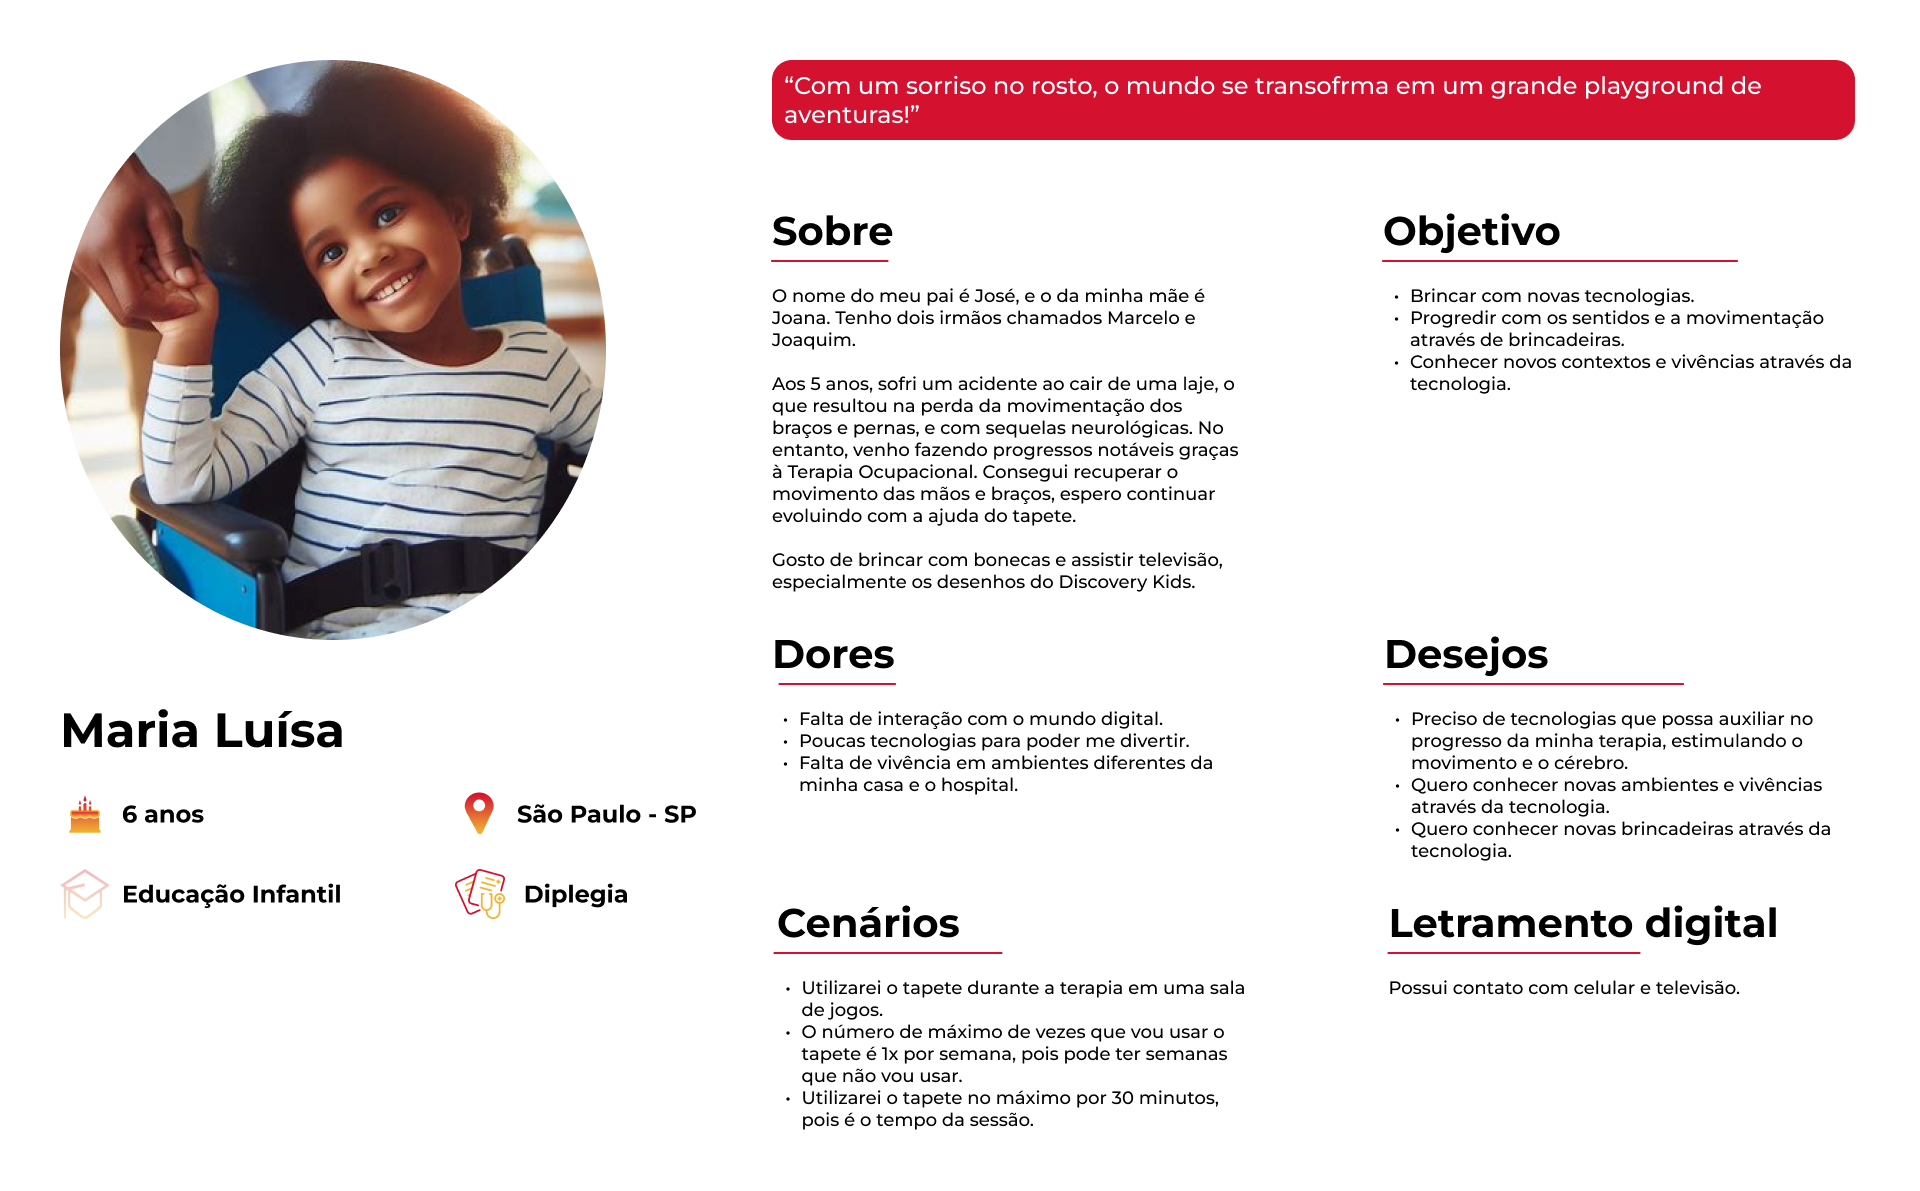 “Com um sorriso no rosto, o mundo se transofrma em um grande playground de
aventuras!”
Sobre
O nome do meu pai é José, e o da minha mãe é
Joana. Tenho dois irmãos chamados Marcelo e
Joaquim.
Aos 5 anos, sofri um acidente ao cair de uma laje, o
que resultou na perda da movimentação dos
braços e pernas, e com sequelas neurológicas. No
entanto, venho fazendo progressos notáveis graças
à Terapia Ocupacional. Consegui recuperar o
movimento das mãos e braços, espero continuar
evoluindo com a ajuda do tapete.
Gosto de brincar com bonecas e assistir televisão,
especialmente os desenhos do Discovery Kids.
Objetivo
• Brincar com novas tecnologias.
• Progredir com os sentidos e a movimentação
através de brincadeiras.
• Conhecer novos contextos e vivências através da
tecnologia.
Maria Luísa
6 anos
São Paulo - SP
Educação Infantil
Diplegia
Dores
• Falta de interação com o mundo digital.
• Poucas tecnologias para poder me divertir.
• Falta de vivência em ambientes diferentes da
minha casa e o hospital.
Desejos
• Preciso de tecnologias que possa auxiliar no
progresso da minha terapia, estimulando o
movimento e o cérebro.
• Quero conhecer novas ambientes e vivências
através da tecnologia.
• Quero conhecer novas brincadeiras através da
tecnologia.
Cenários
• Utilizarei o tapete durante a terapia em uma sala
de jogos.
• O número de máximo de vezes que vou usar o
tapete é 1x por semana, pois pode ter semanas
que não vou usar.
• Utilizarei o tapete no máximo por 30 minutos,
pois é o tempo da sessão.
Letramento digital
Possui contato com celular e televisão.